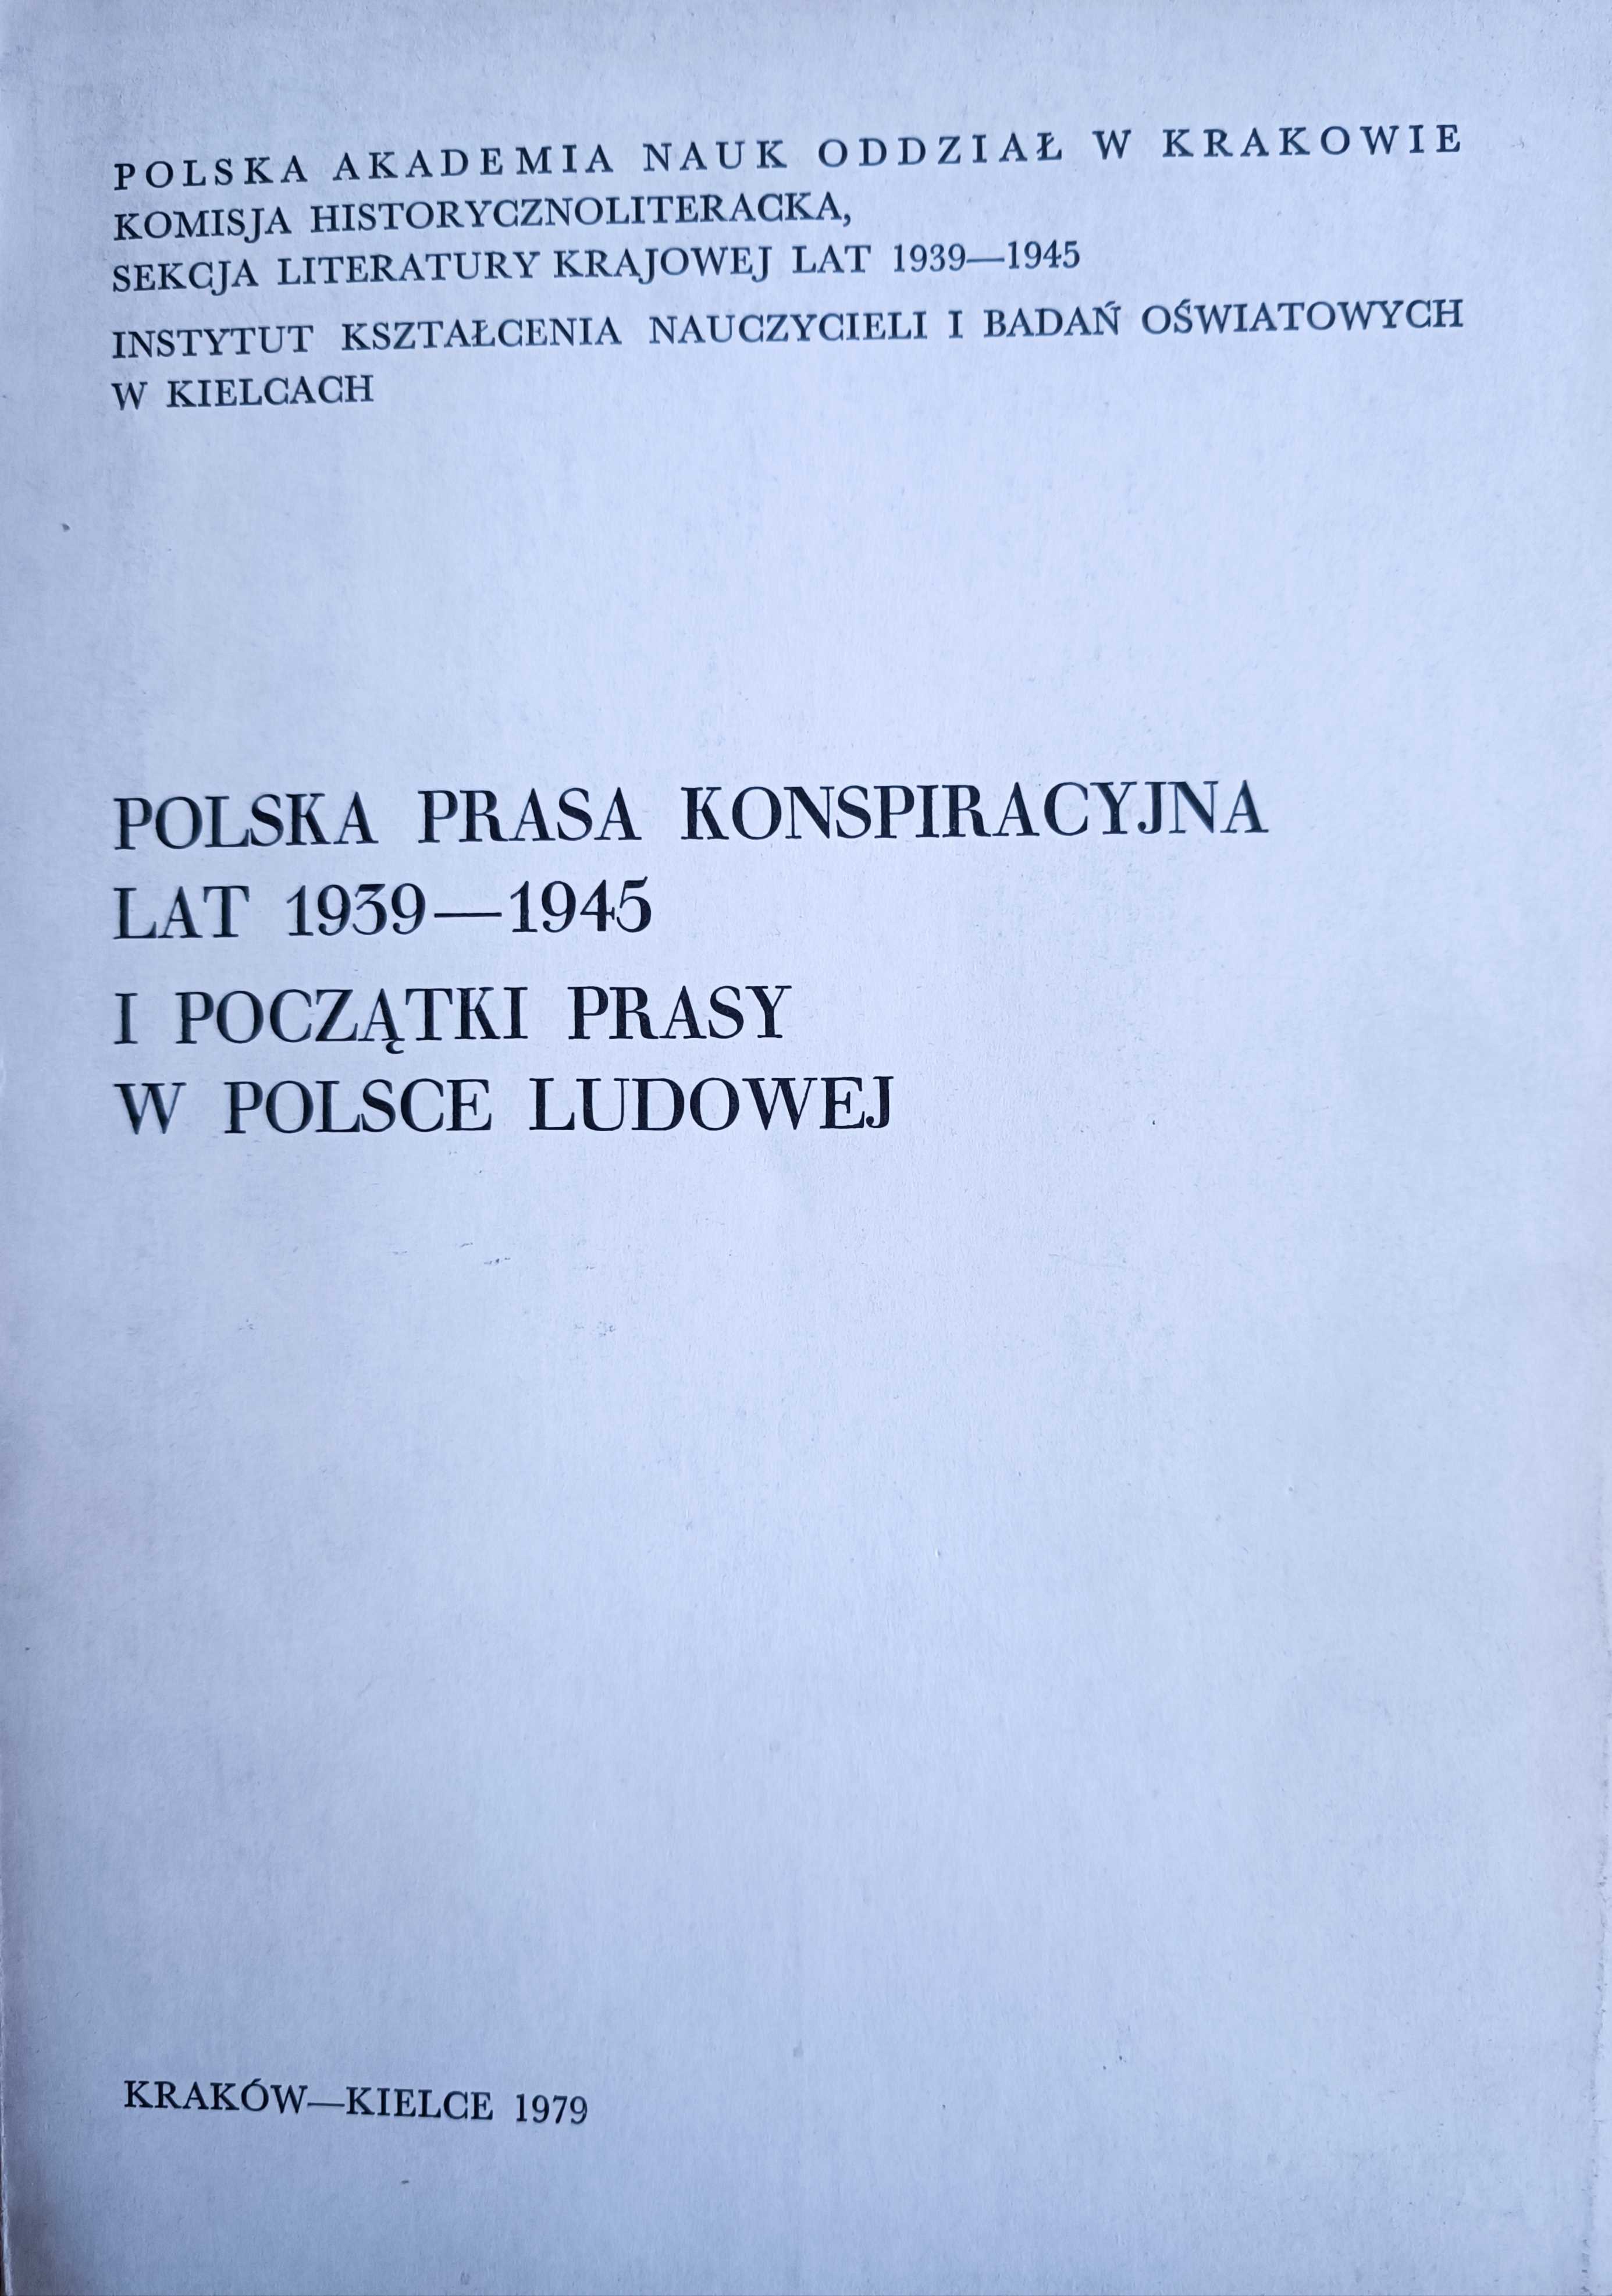 POLSKA AKADEMIA NAUK ODDZIAŁ W KRAKOWIE
KOMISJA HISTORYCZNOLITERACKA,
SEKCJA LITERATURY KRAJOWEJ LAT 1939—1945
INSTYTUT KSZTAŁCENIA NAUCZYCIELI I BADAŃ OŚWIATOWYCH
W KIELCACH
POLSKA PRASA KONSPIRACYJNA
LAT 1939—1945
I POCZĄTKI PRASY
W POLSCE LUDOWEJ
KRAKÓW—KIELCE 1979